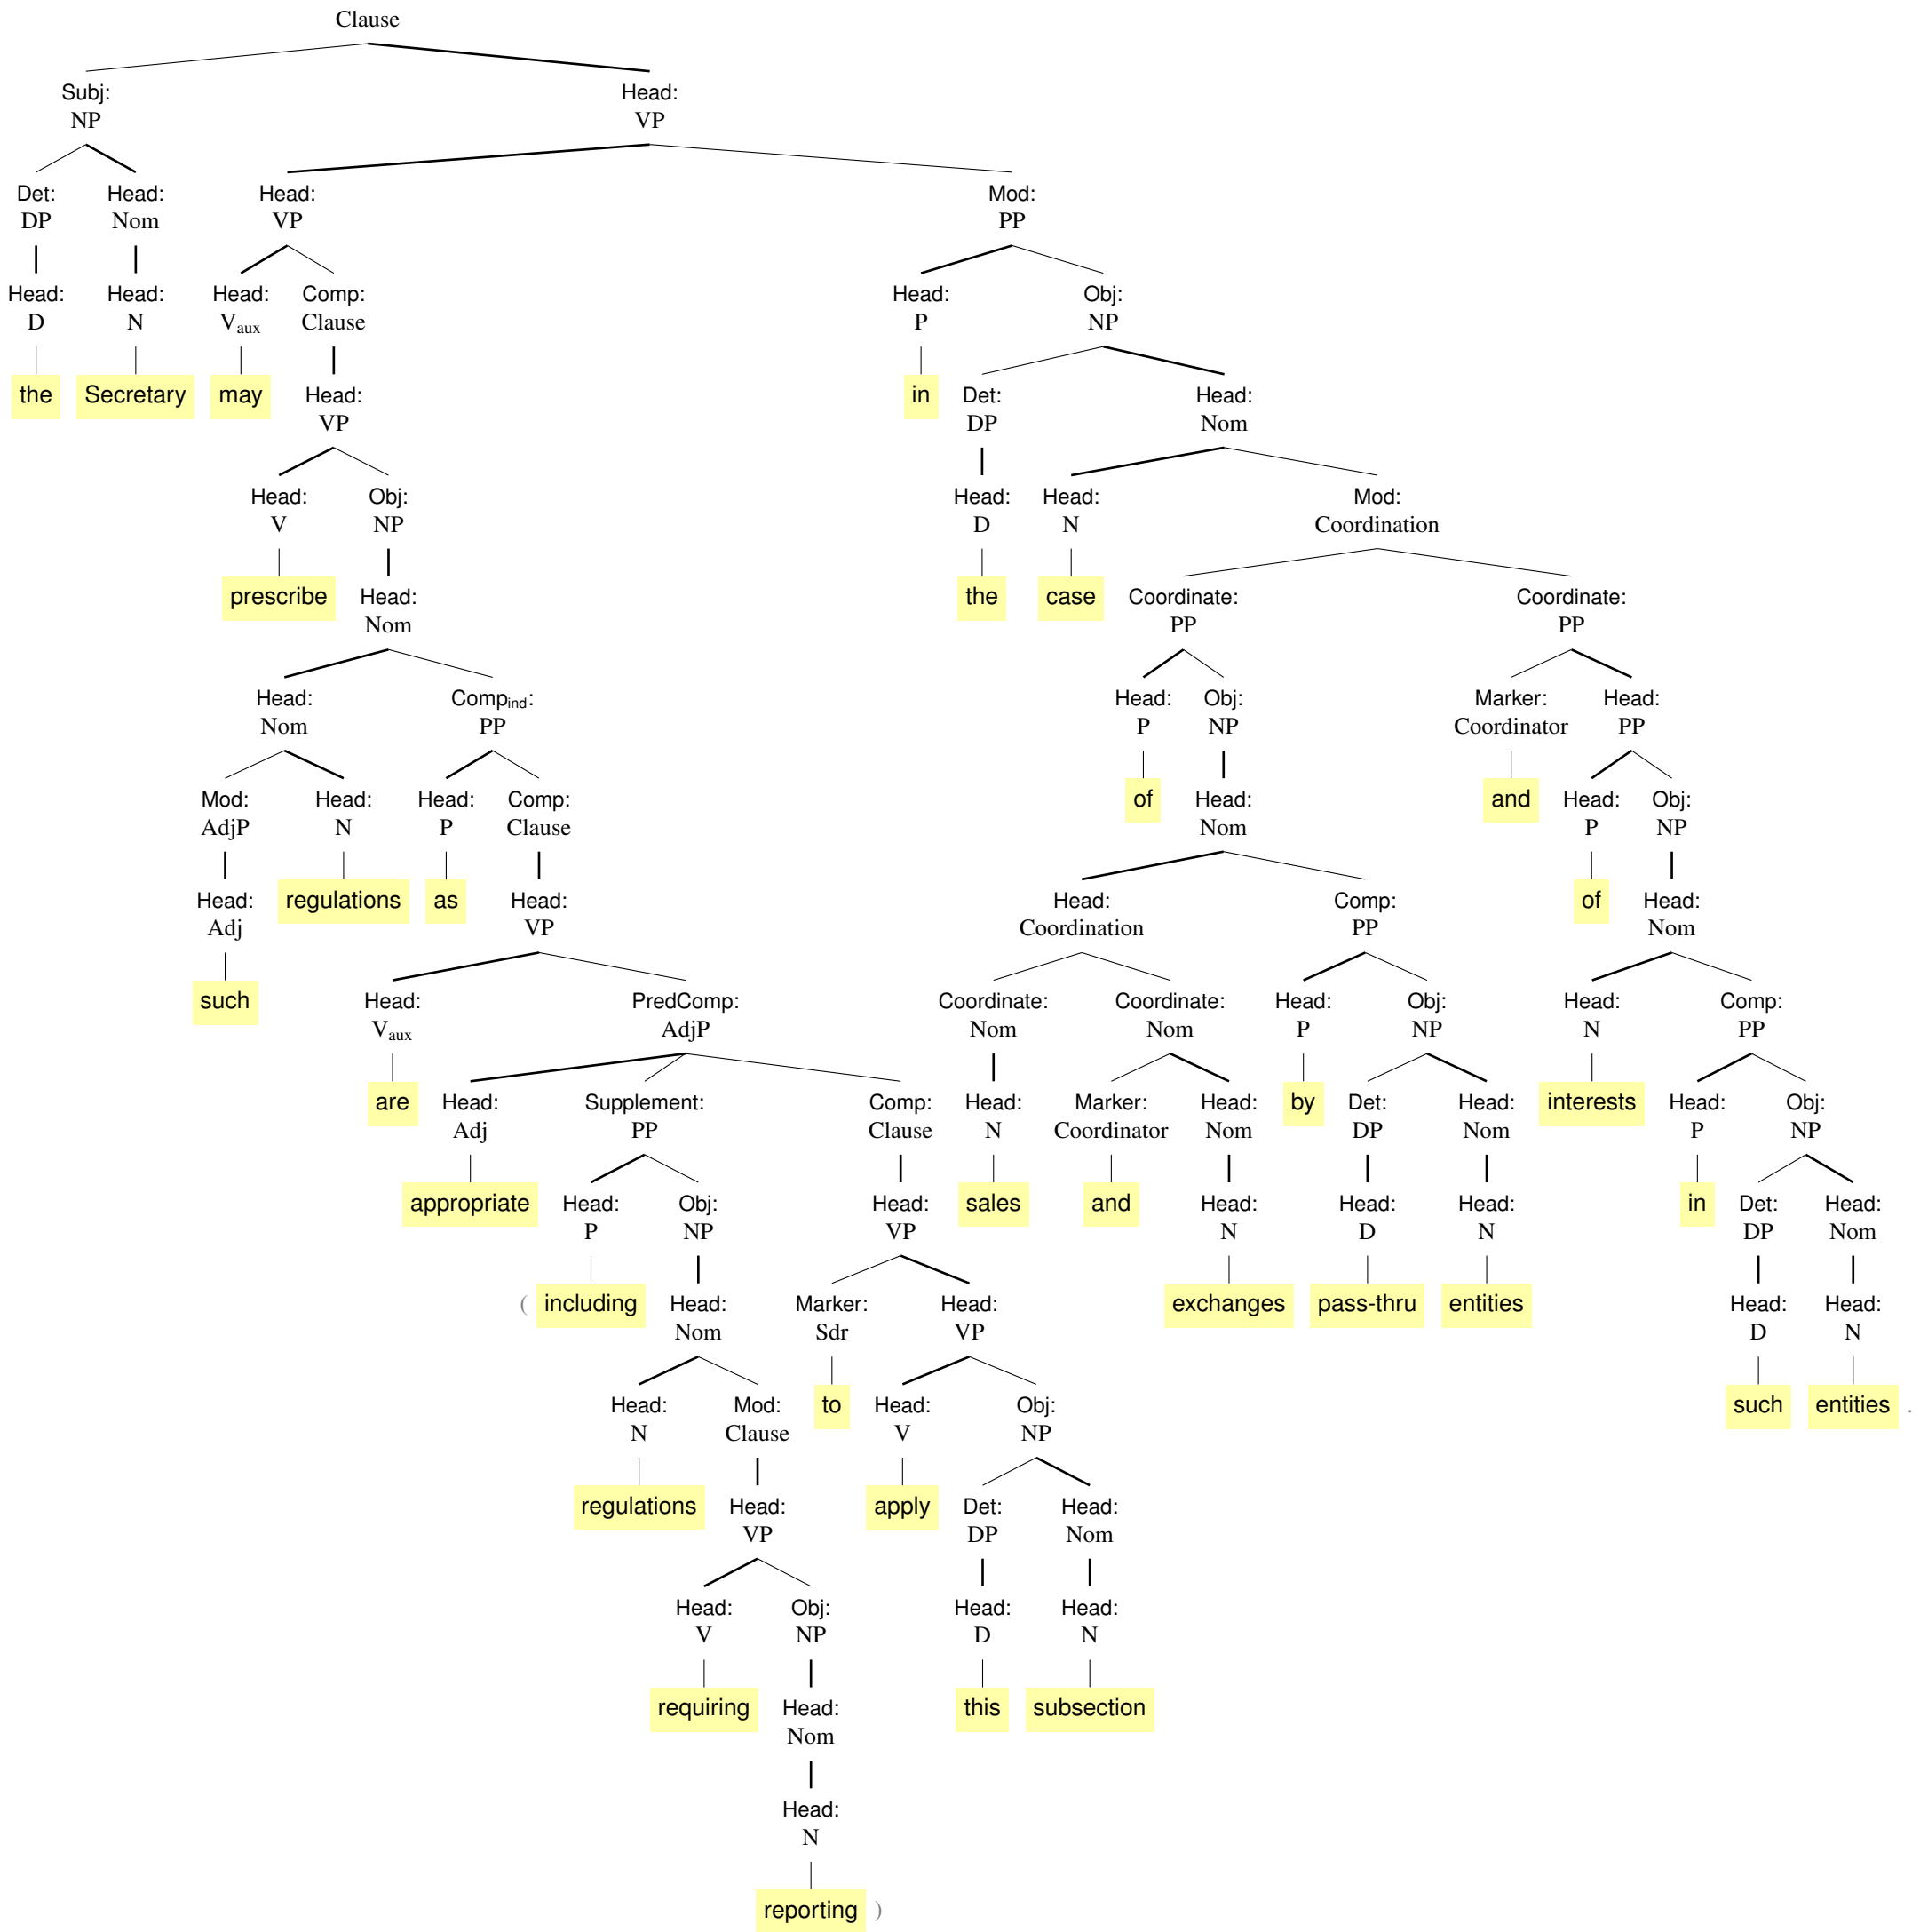 Clause
Subj: Head:
NP VP
Det: Head: Head: Mod:
DP Nom VP PP
Head: Head: Head: Comp: Head: Obj:
D N Vaux Clause P NP
the Secretary may Head: in Det: Head:
VP DP Nom
Head: Obj: Head: Head: Mod:
V NP D N Coordination
prescribe Head: the case Coordinate: Coordinate:
Nom PP PP
Head: Compind: Head: Obj: Marker: Head:
Nom PP P NP Coordinator PP
Mod: Head: Head: Comp: of Head: and Head: Obj:
AdjP N P Clause Nom P NP
Head: regulations as Head: Head: Comp: of Head:
Adj VP Coordination PP Nom
such Head: PredComp: Coordinate: Coordinate: Head: Obj: Head: Comp:
Vaux AdjP Nom Nom P NP N PP
are Head: Supplement: Comp: Head: Marker: Head: by Det: Head: interests Head: Obj:
Adj PP Clause N Coordinator Nom DP Nom P NP
appropriate Head: Obj: Head: sales and Head: Head: Head: in Det: Head:
P NP VP N D N DP Nom
( including Head: Marker: Head: exchanges pass-thru entities Head: Head:
Nom Sdr VP D N
Head: Mod: to Head: Obj: such entities .
N Clause V NP
regulations Head: apply Det: Head:
VP DP Nom
Head: Obj: Head: Head:
V NP D N
requiring Head: this subsection
Nom
Head:
N
reporting )